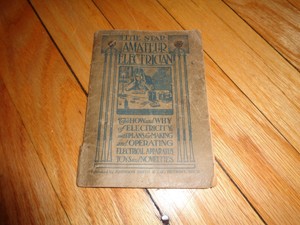 THE STAR
AMATEUR
ELECTRICIAN
THE HOW and WHY
of ELECTRICITY
with PLANS for MAKING
and OPERATING
ELECTRICAL APPARATUS
TOYS and NOVELTIES